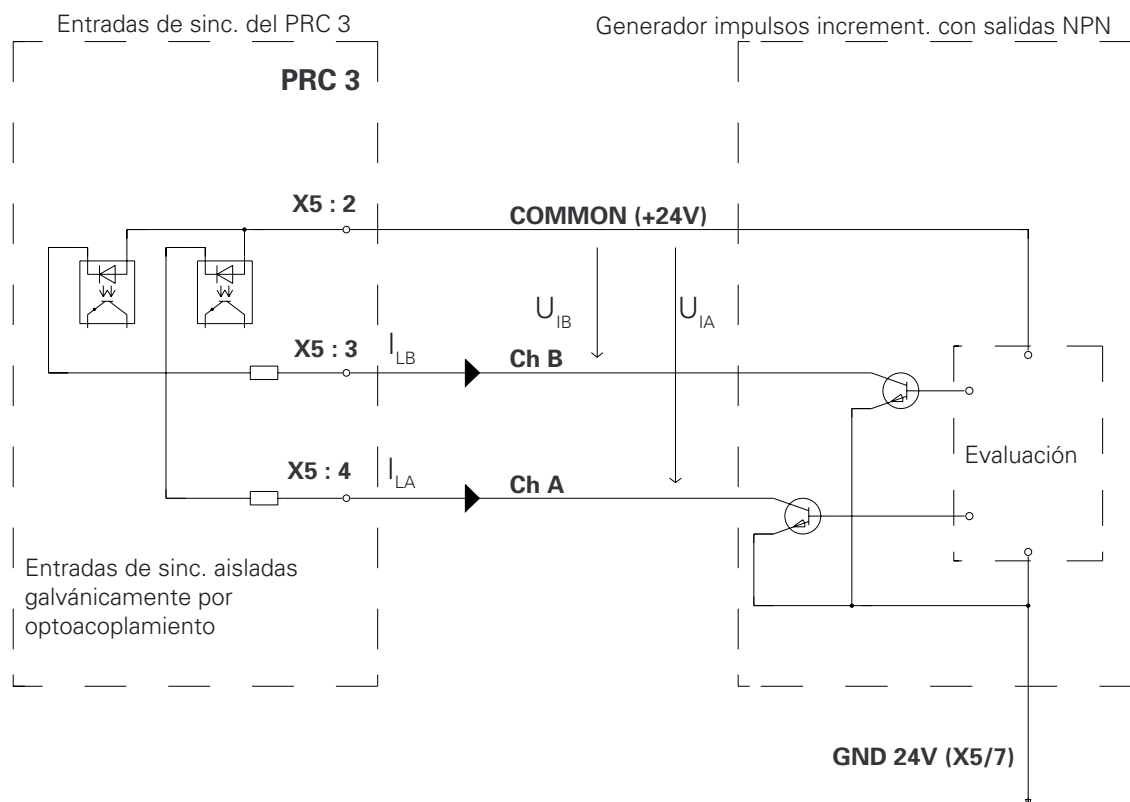 Entradas de sinc. del PRC 3
Generador impulsos increment. con salidas NPN
PRC 3
X5 : 2
COMMON (+24V)
U_IB
U_IA
X5 : 3
I_LB
Ch B
Evaluación
X5 : 4
I_LA
Ch A
Entradas de sinc. aisladas
galvánicamente por
optoacoplamiento
GND 24V (X5/7)